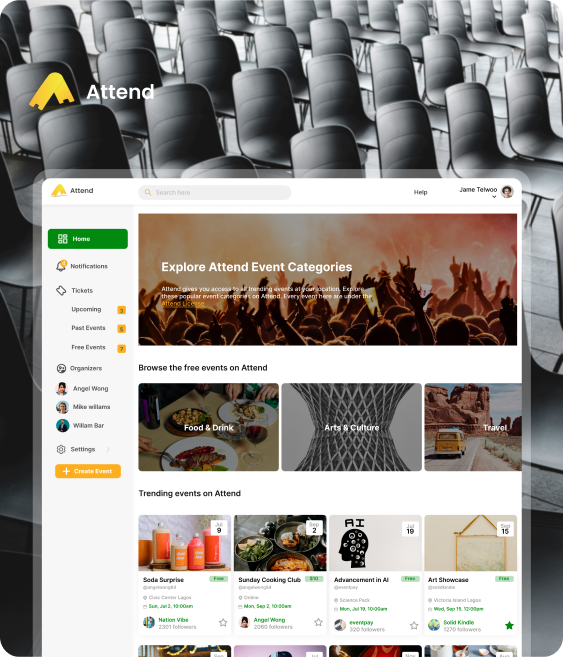 Attend
Attend
Search here
Help
Jame Telwoo
Home
Notifications
Tickets
Upcoming
3
Past Events
5
Free Events
7
Organizers
Angel Wong
Mike willams
Willam Bar
Settings
Create Event
Explore Attend Event Categories
Attend gives you access to all trending events at your location. Explore
these popular event categories on Attend. Every event here are under the
Attend License.
Browse the free events on Attend
Food & Drink
Arts & Culture
Travel
Trending events on Attend
Jul
9
Soda Surprise
Free
Civic Center Lagos
Sun, Jul 2, 10:00am
Nation Vibe
2301 followers
Sep
2
Sunday Cooking Club
$10
Online
Mon, Sep 2, 10:00am
Angel Wong
2060 followers
AI
Jul
19
Advancement in AI
Free
@eventpay
Science Pack
Mon, Jul 19, 10:00am
eventpay
320 followers
Sep
15
Art Showcase
Free
Victoria Island Lagos
Wed, Sep 15, 12:00pm
Solid Kindle
1270 followers
Jul
Nov
Aug